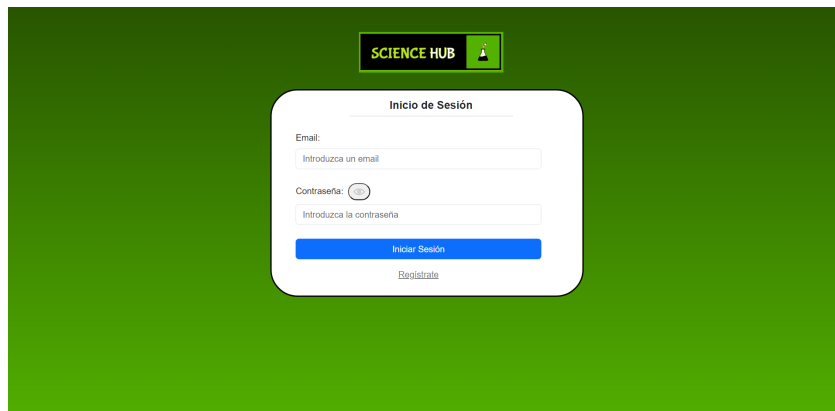 SCIENCE HUB
Inicio de Sesión
Email:
Introduzca un email
Contraseña:
Introduzca la contraseña
Iniciar Sesión
Regístrate